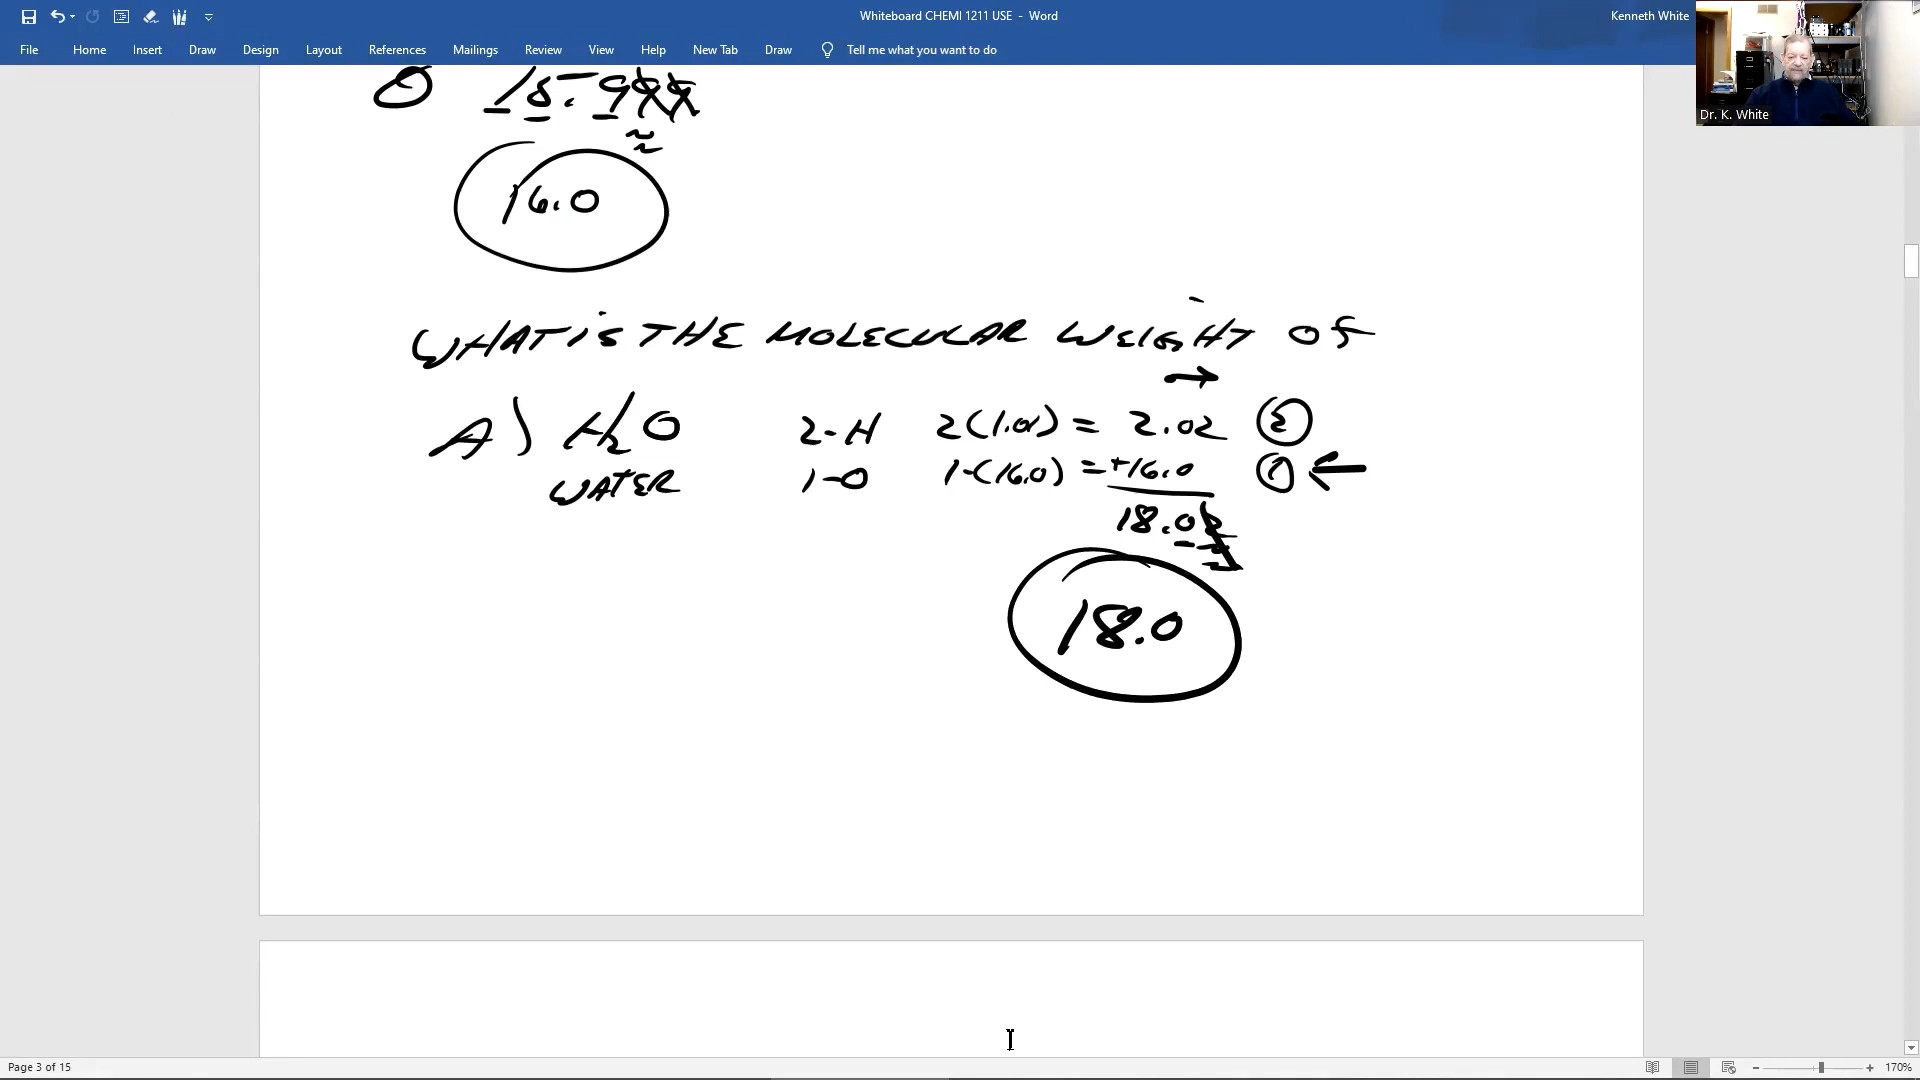 Whiteboard CHEMI 1211 USE - Word
Kenneth White
File Home Insert Draw Design Layout References Mailings Review View Help New Tab Draw Tell me what you want to do
Dr. K. White
O 15.999
16.0
WHAT IS THE MOLECULAR WEIGHT OF
A) H2O 2-H 2(1.01) = 2.02 2
WATER 1-O 1-(16.0) = +16.0 1
18.02
18.0
Page 3 of 15
170%